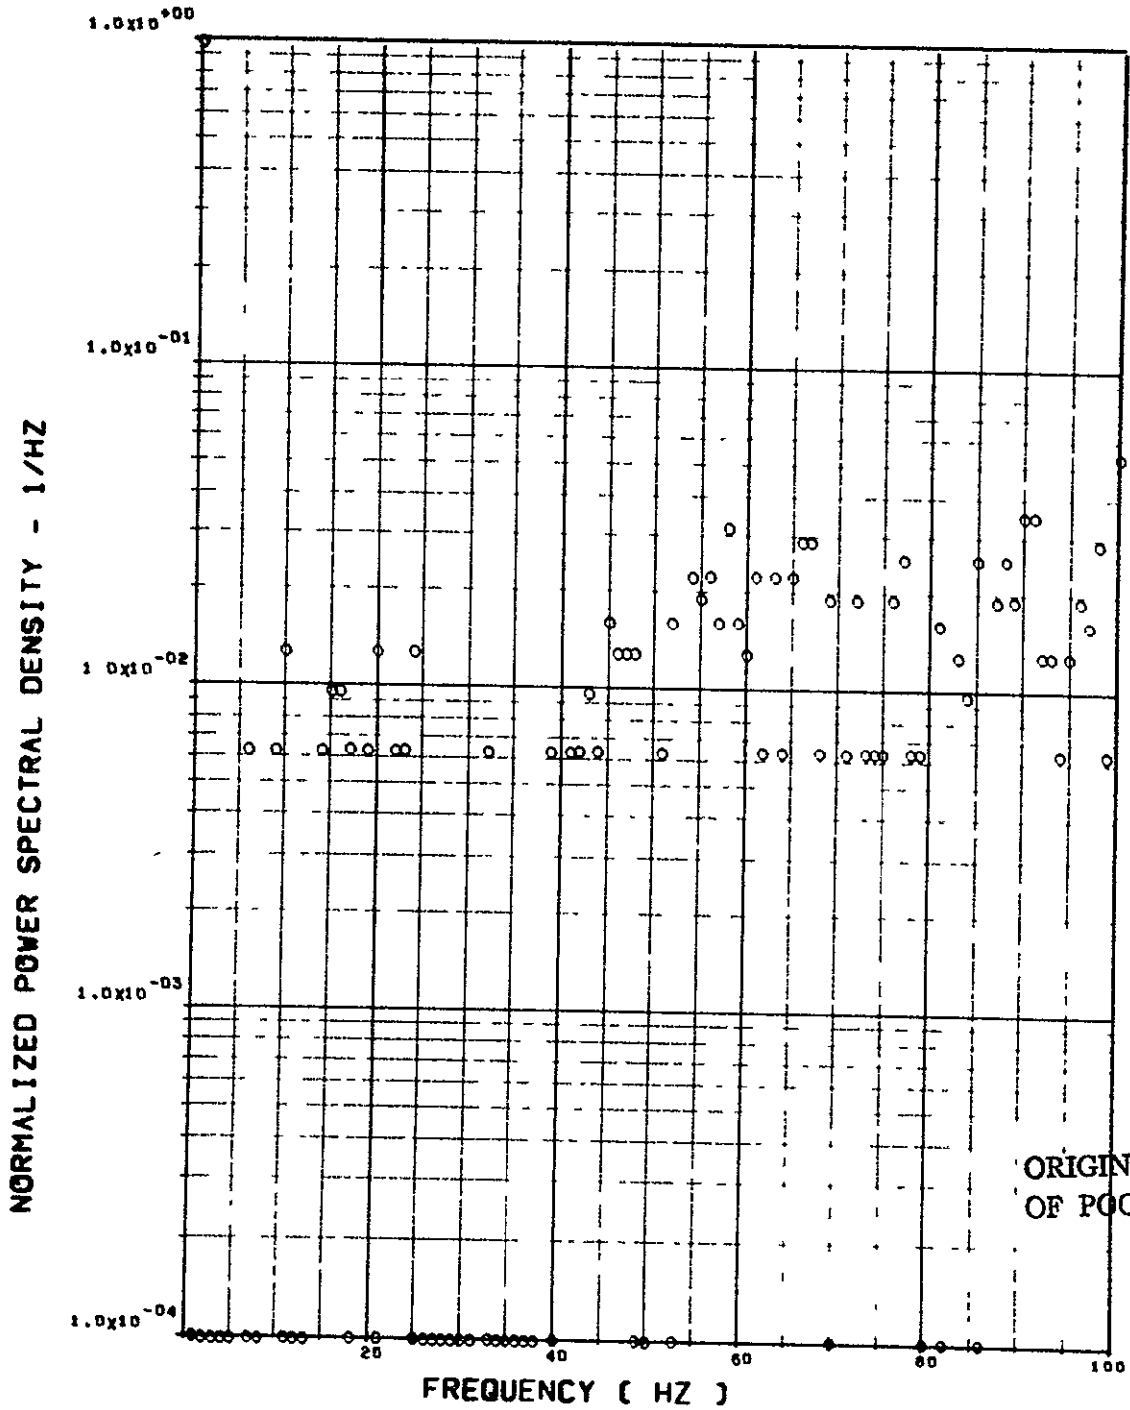 1.0x10+00
1.0x10-01
1 0x10-02
1.0x10-03
1.0x10-04
NORMALIZED POWER SPECTRAL DENSITY - 1/HZ
20
40
60
80
100
FREQUENCY ( HZ )
ORIGIN
OF POO